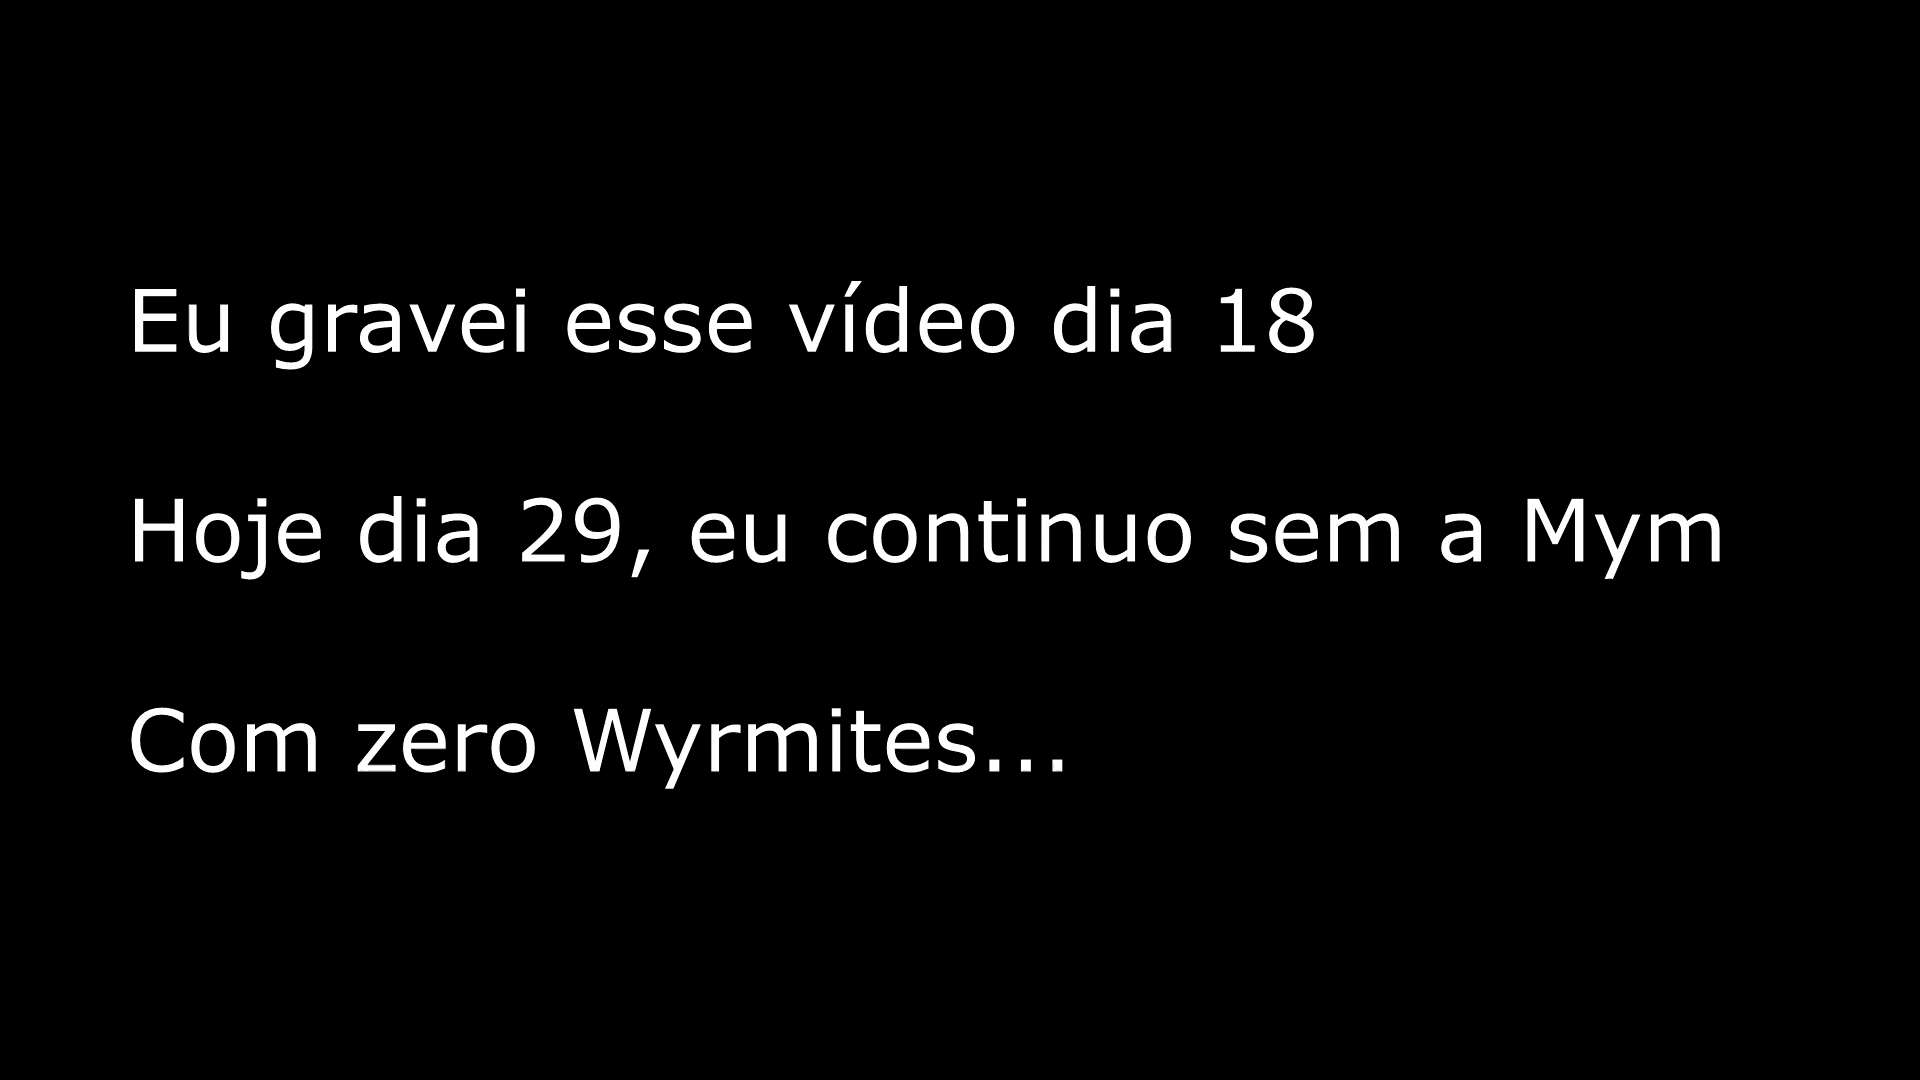 Eu gravei esse vídeo dia 18
Hoje dia 29, eu continuo sem a Mym
Com zero Wyrmites...